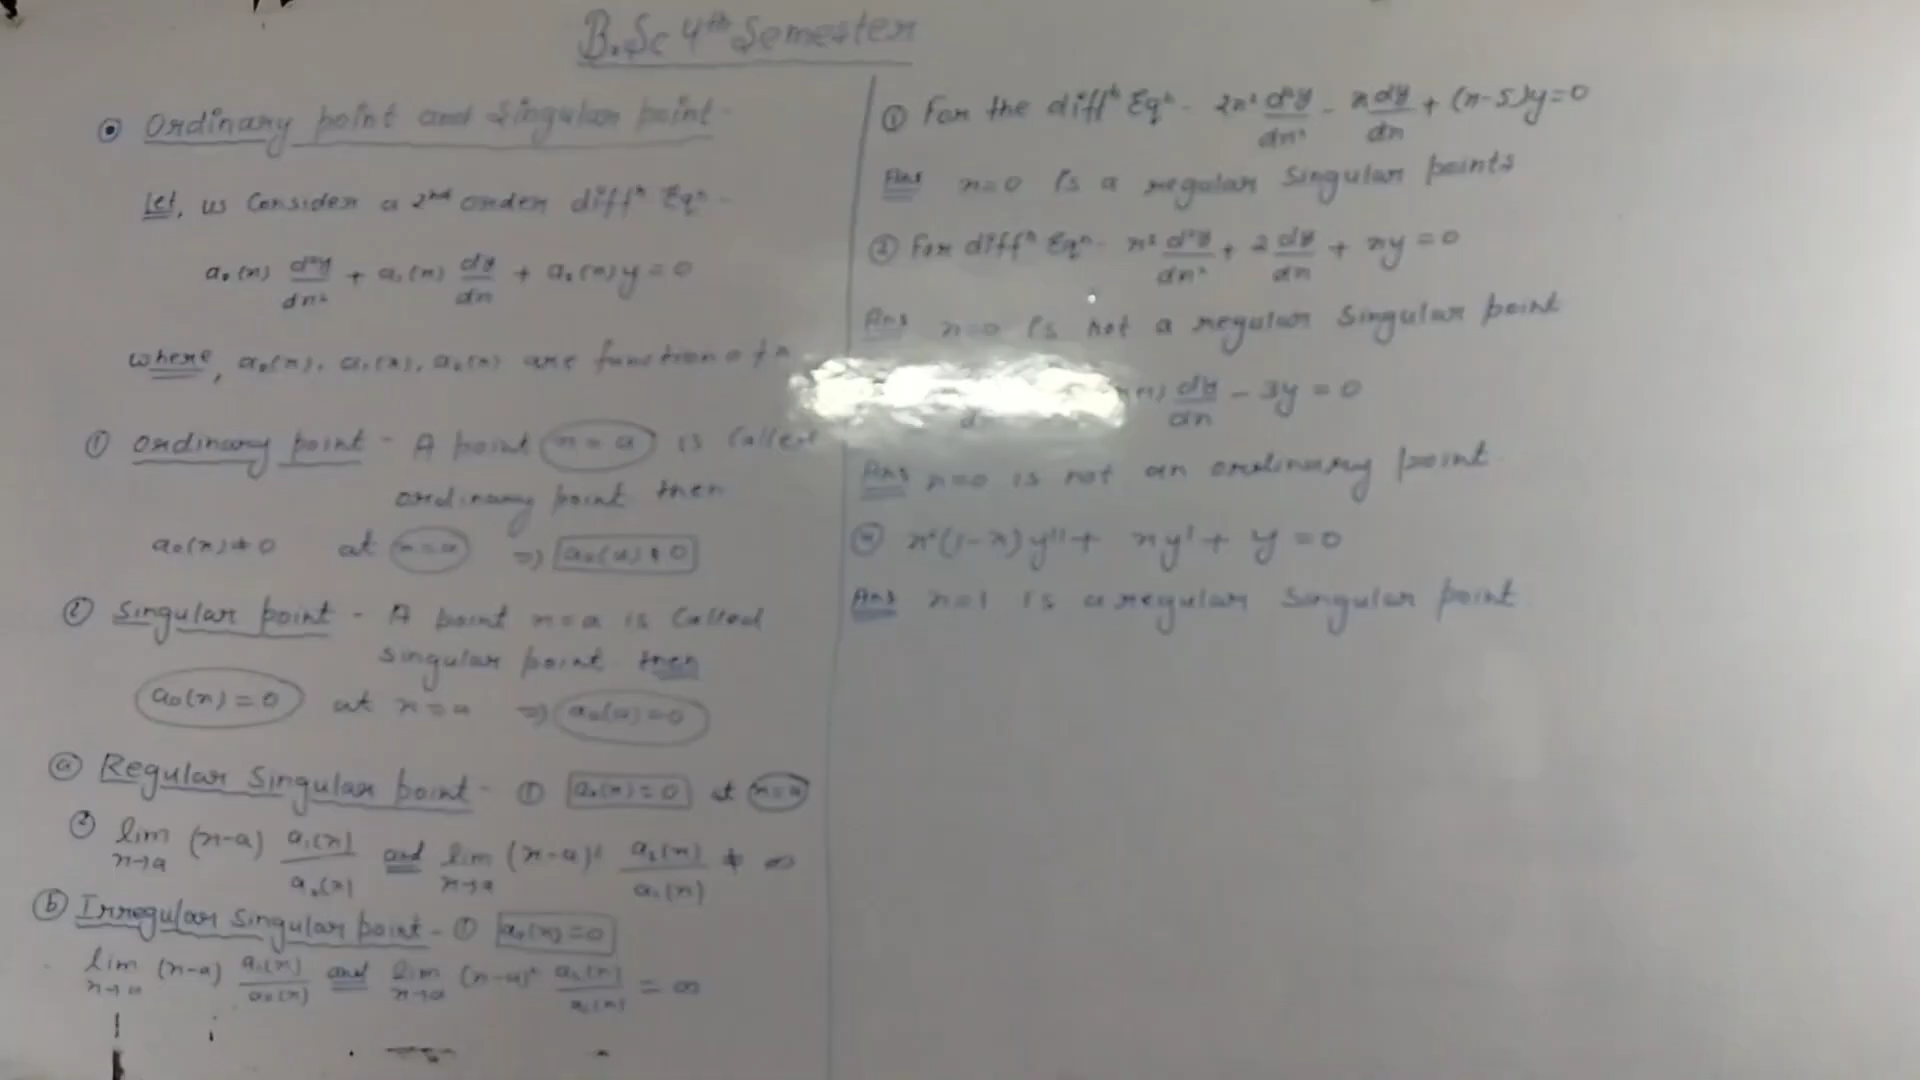 B.Sc 4th Semester
⊙ Ordinary point and Singular point -
Let, us Consider a 2nd order diffⁿ Eqⁿ -
a₀(x) d²y/dx² + a₁(x) dy/dx + a₂(x)y = 0
where, a₀(x), a₁(x), a₂(x) are function of x
① ordinary point - A point x = a is Called
ordinary point then
a₀(x) ≠ 0 at x = a ⇒ a₀(a) ≠ 0
② Singular point - A point x = a is Called
singular point then
a₀(x) = 0 at x = a ⇒ a₀(a) = 0
ⓐ Regular Singular point - ① a₀(x) = 0 at x = a
② lim x→a (x-a) a₁(x)/a₀(x) and lim x→a (x-a)² a₂(x)/a₀(x) ≠ ∞
ⓑ Irregular Singular point - ① a₀(x) = 0
lim x→a (x-a) a₁(x)/a₀(x) and lim x→a (x-a)² a₂(x)/a₀(x) = ∞
① For the diffⁿ Eqⁿ - 2x² d²y/dx² - x dy/dx + (x-5)y = 0
Ans x=0 is a regular Singular points
② For diffⁿ Eqⁿ - x² d²y/dx² + 2 dy/dx + xy = 0
Ans x=0 is not a regular Singular point
dy/dx - 3y = 0
Ans x=0 is not an ordinary point
④ x²(1-x)y'' + xy' + y = 0
Ans x=1 is a regular Singular point